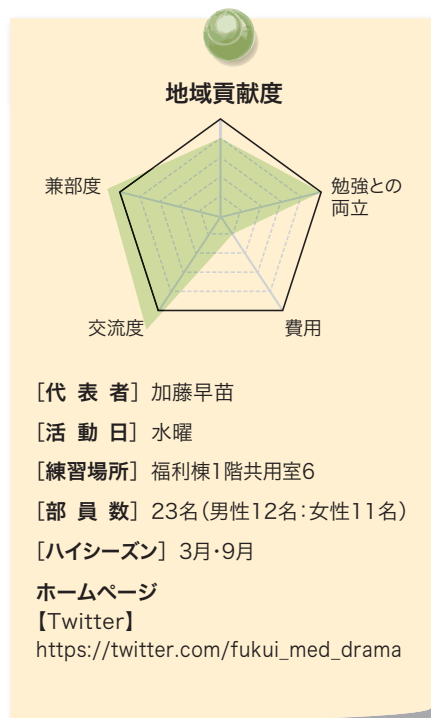 地域貢献度
兼部度
勉強との
両立
交流度
費用
[代 表 者] 加藤早苗
[活 動 日] 水曜
[練習場所] 福利棟1階共用室6
[部 員 数] 23名(男性12名:女性11名)
[ハイシーズン] 3月・9月
ホームページ
【Twitter】
https://twitter.com/fukui_med_drama